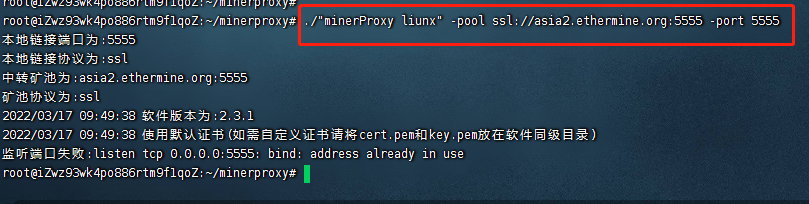 root@iZwz93wk4po886rtm9f1qoZ:~/minerproxy#
root@iZwz93wk4po886rtm9f1qoZ:~/minerproxy# ./"minerProxy liunx" -pool ssl://asia2.ethermine.org:5555 -port 5555
本地链接端口为:5555
本地链接协议为:ssl
中转矿池为:asia2.ethermine.org:5555
矿池协议为:ssl
2022/03/17 09:49:38 软件版本为:2.3.1
2022/03/17 09:49:38 使用默认证书(如需自定义证书请将cert.pem和key.pem放在软件同级目录)
监听端口失败:listen tcp 0.0.0.0:5555: bind: address already in use
root@iZwz93wk4po886rtm9f1qoZ:~/minerproxy#